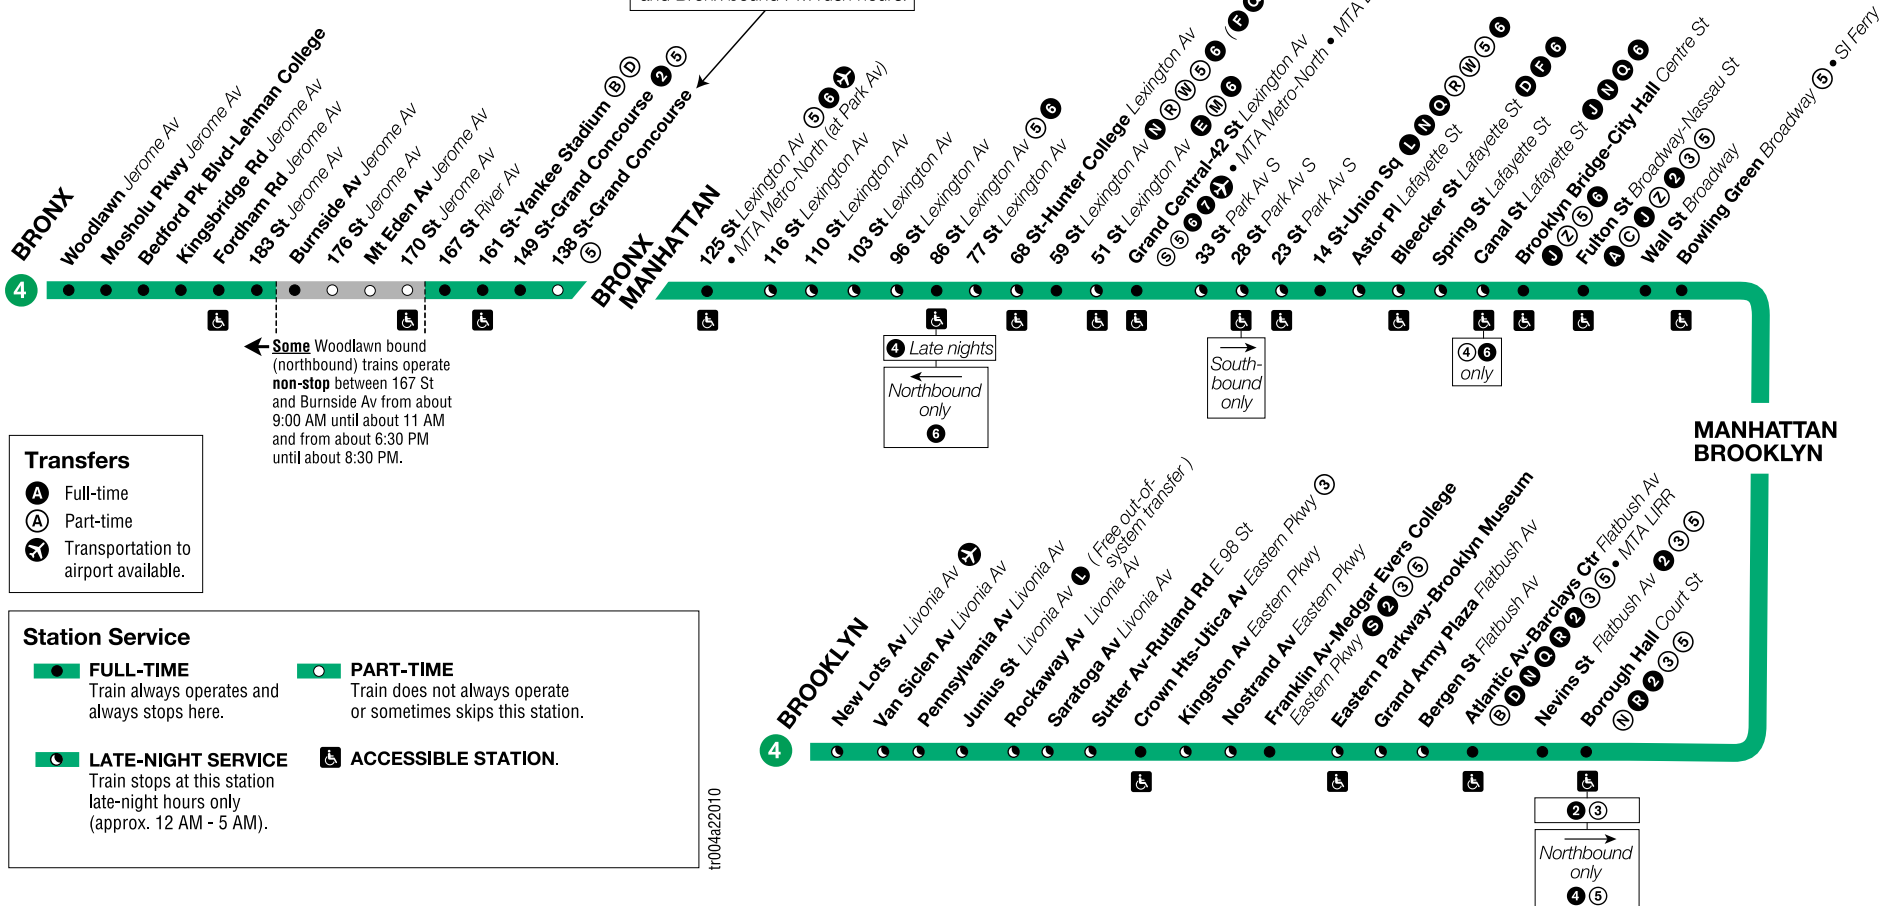 BRONX
4
Woodlawn Jerome Av
Mosholu Pkwy Jerome Av
Bedford Pk Blvd-Lehman College
Kingsbridge Rd Jerome Av
Fordham Rd Jerome Av
183 St Jerome Av
Burnside Av Jerome Av
176 St Jerome Av
Mt Eden Av Jerome Av
170 St Jerome Av
167 St River Av
161 St-Yankee Stadium B D
149 St-Grand Concourse 2 5
138 St-Grand Concourse
5
BRONX
MANHATTAN
125 St Lexington Av 5 6
• MTA Metro-North (at Park Av)
116 St Lexington Av
110 St Lexington Av
103 St Lexington Av
96 St Lexington Av
86 St Lexington Av 5 6
77 St Lexington Av
68 St-Hunter College Lexington Av
59 St Lexington Av N R W 5 6 ( F Q
51 St Lexington Av E M 6
Grand Central-42 St Lexington Av
S 5 6 7 • MTA Metro-North • MTA
33 St Park Av S
28 St Park Av S
23 St Park Av S
14 St-Union Sq L N Q R W 5 6
Astor Pl Lafayette St
Bleecker St Lafayette St D F 6
Spring St Lafayette St
Canal St Lafayette St J N Q 6
Brooklyn Bridge-City Hall Centre St
J Z 5 6
Fulton St Broadway-Nassau St
A C J Z 2 3 5
Wall St Broadway
Bowling Green Broadway 5 • SI Ferry
Some Woodlawn bound
(northbound) trains operate
non-stop between 167 St
and Burnside Av from about
9:00 AM until about 11 AM
and from about 6:30 PM
until about 8:30 PM.
4 Late nights
Northbound
only
6
South-
bound
only
4 6
only
MANHATTAN
BROOKLYN
Transfers
A Full-time
A Part-time
Transportation to
airport available.
Station Service
FULL-TIME
Train always operates and
always stops here.
PART-TIME
Train does not always operate
or sometimes skips this station.
LATE-NIGHT SERVICE
Train stops at this station
late-night hours only
(approx. 12 AM - 5 AM).
ACCESSIBLE STATION.
tr004a22010
BROOKLYN
4
New Lots Av Livonia Av
Van Siclen Av Livonia Av
Pennsylvania Av Livonia Av
Junius St Livonia Av L ( Free out-of-
system transfer )
Rockaway Av Livonia Av
Saratoga Av Livonia Av
Sutter Av-Rutland Rd E 98 St
Crown Hts-Utica Av Eastern Pkwy 3
Kingston Av Eastern Pkwy
Nostrand Av Eastern Pkwy
Franklin Av-Medgar Evers College
Eastern Pkwy S 2 3 5
Eastern Parkway-Brooklyn Museum
Grand Army Plaza Flatbush Av
Bergen St Flatbush Av
Atlantic Av-Barclays Ctr Flatbush Av
B D N Q R 2 3 5 • MTA LIRR
Nevins St Flatbush Av 2 3 5
Borough Hall Court St
N R 2 3 5
2 3
Northbound
only
4 5